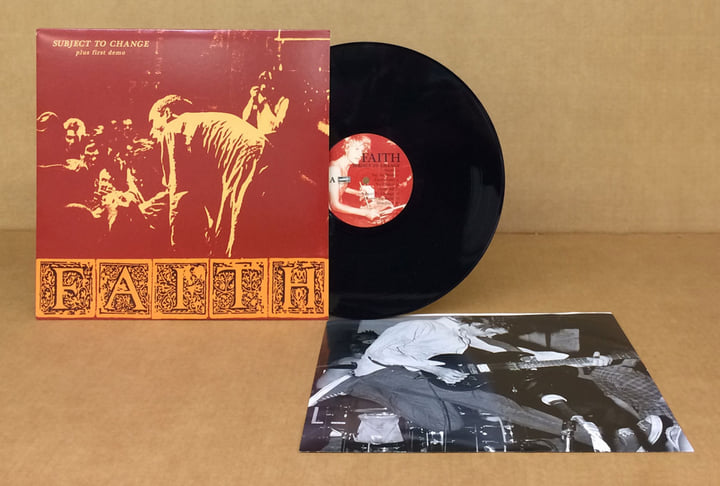 SUBJECT TO CHANGE
plus first demo
FAITH
FAITH
A